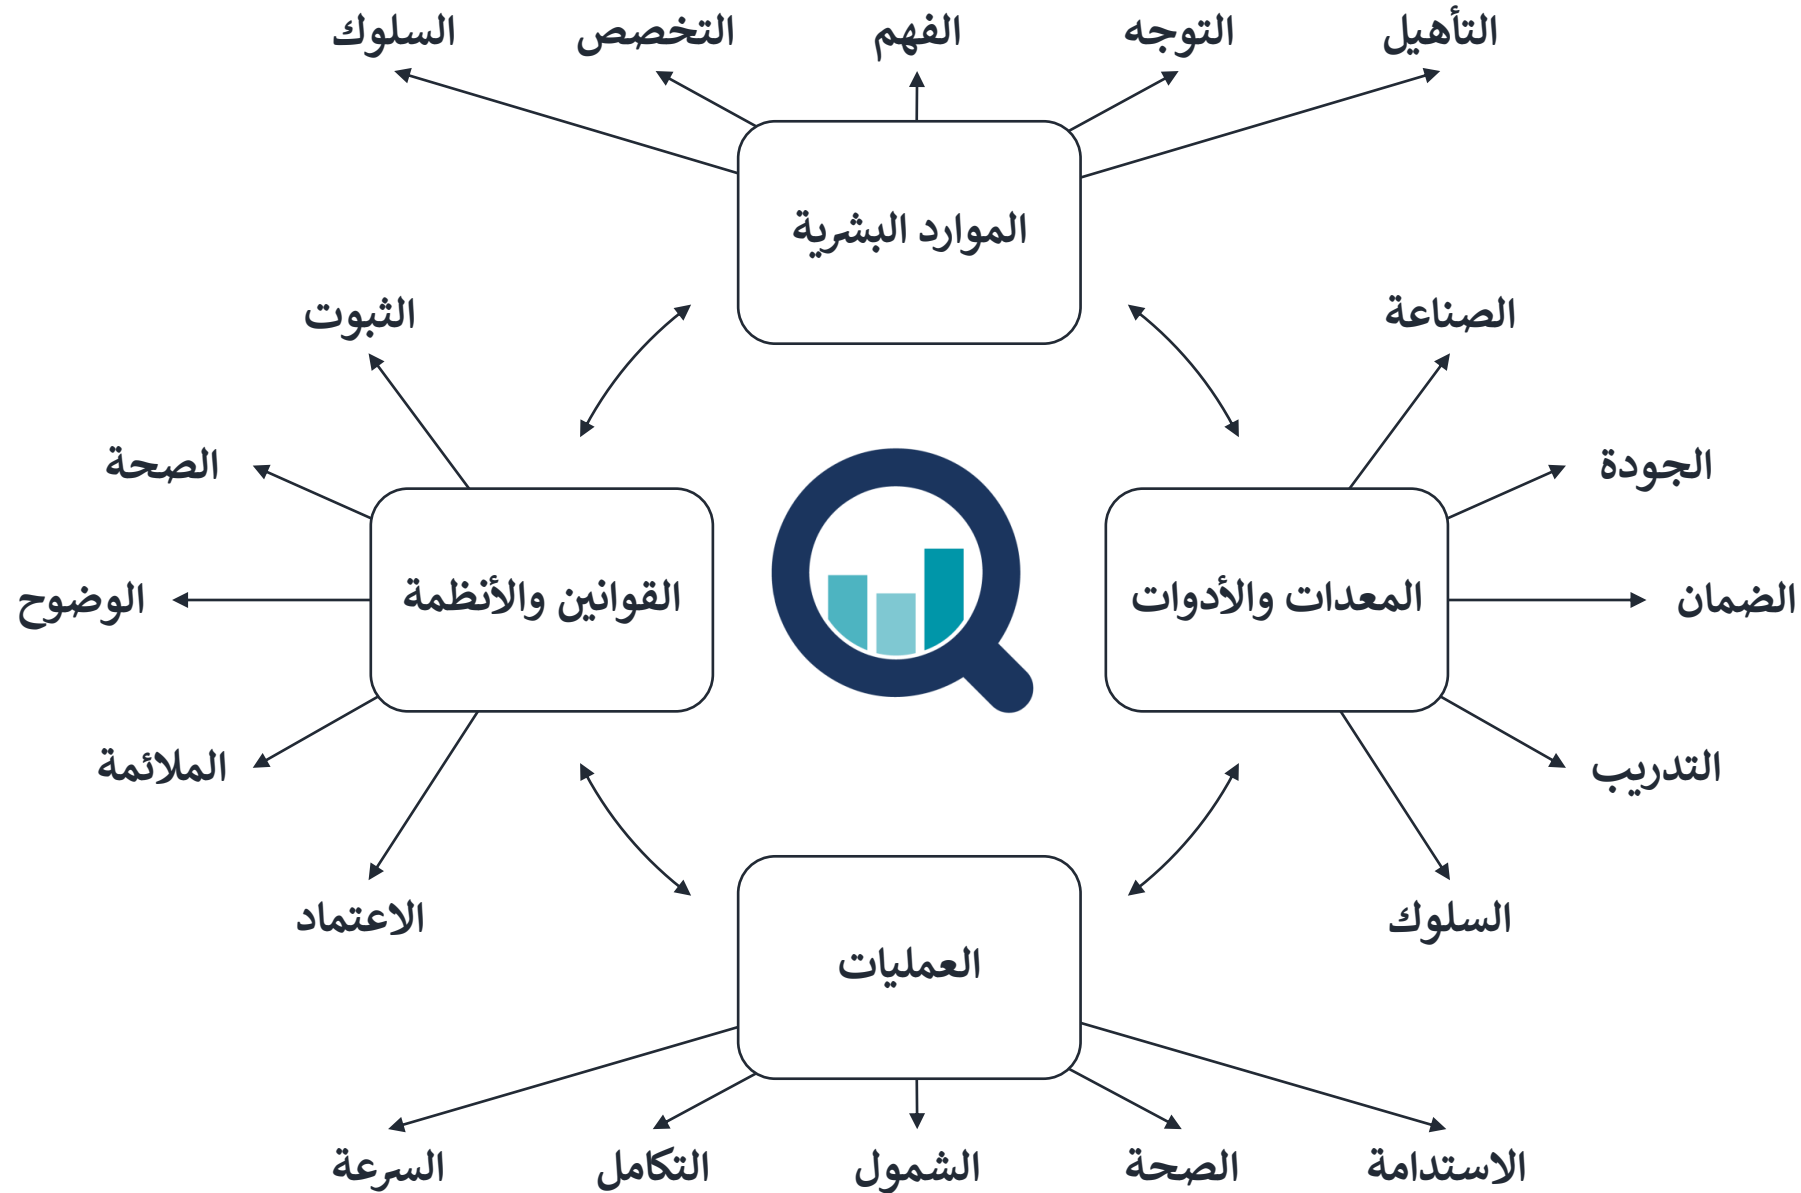 التأهيل
التوجه
الفهم
التخصص
السلوك
الموارد البشرية
الصناعة
الثبوت
الجودة
الصحة
الضمان
المعدات والأدوات
القوانين والأنظمة
الوضوح
التدريب
الملائمة
السلوك
الاعتماد
العمليات
الاستدامة
الصحة
الشمول
التكامل
السرعة